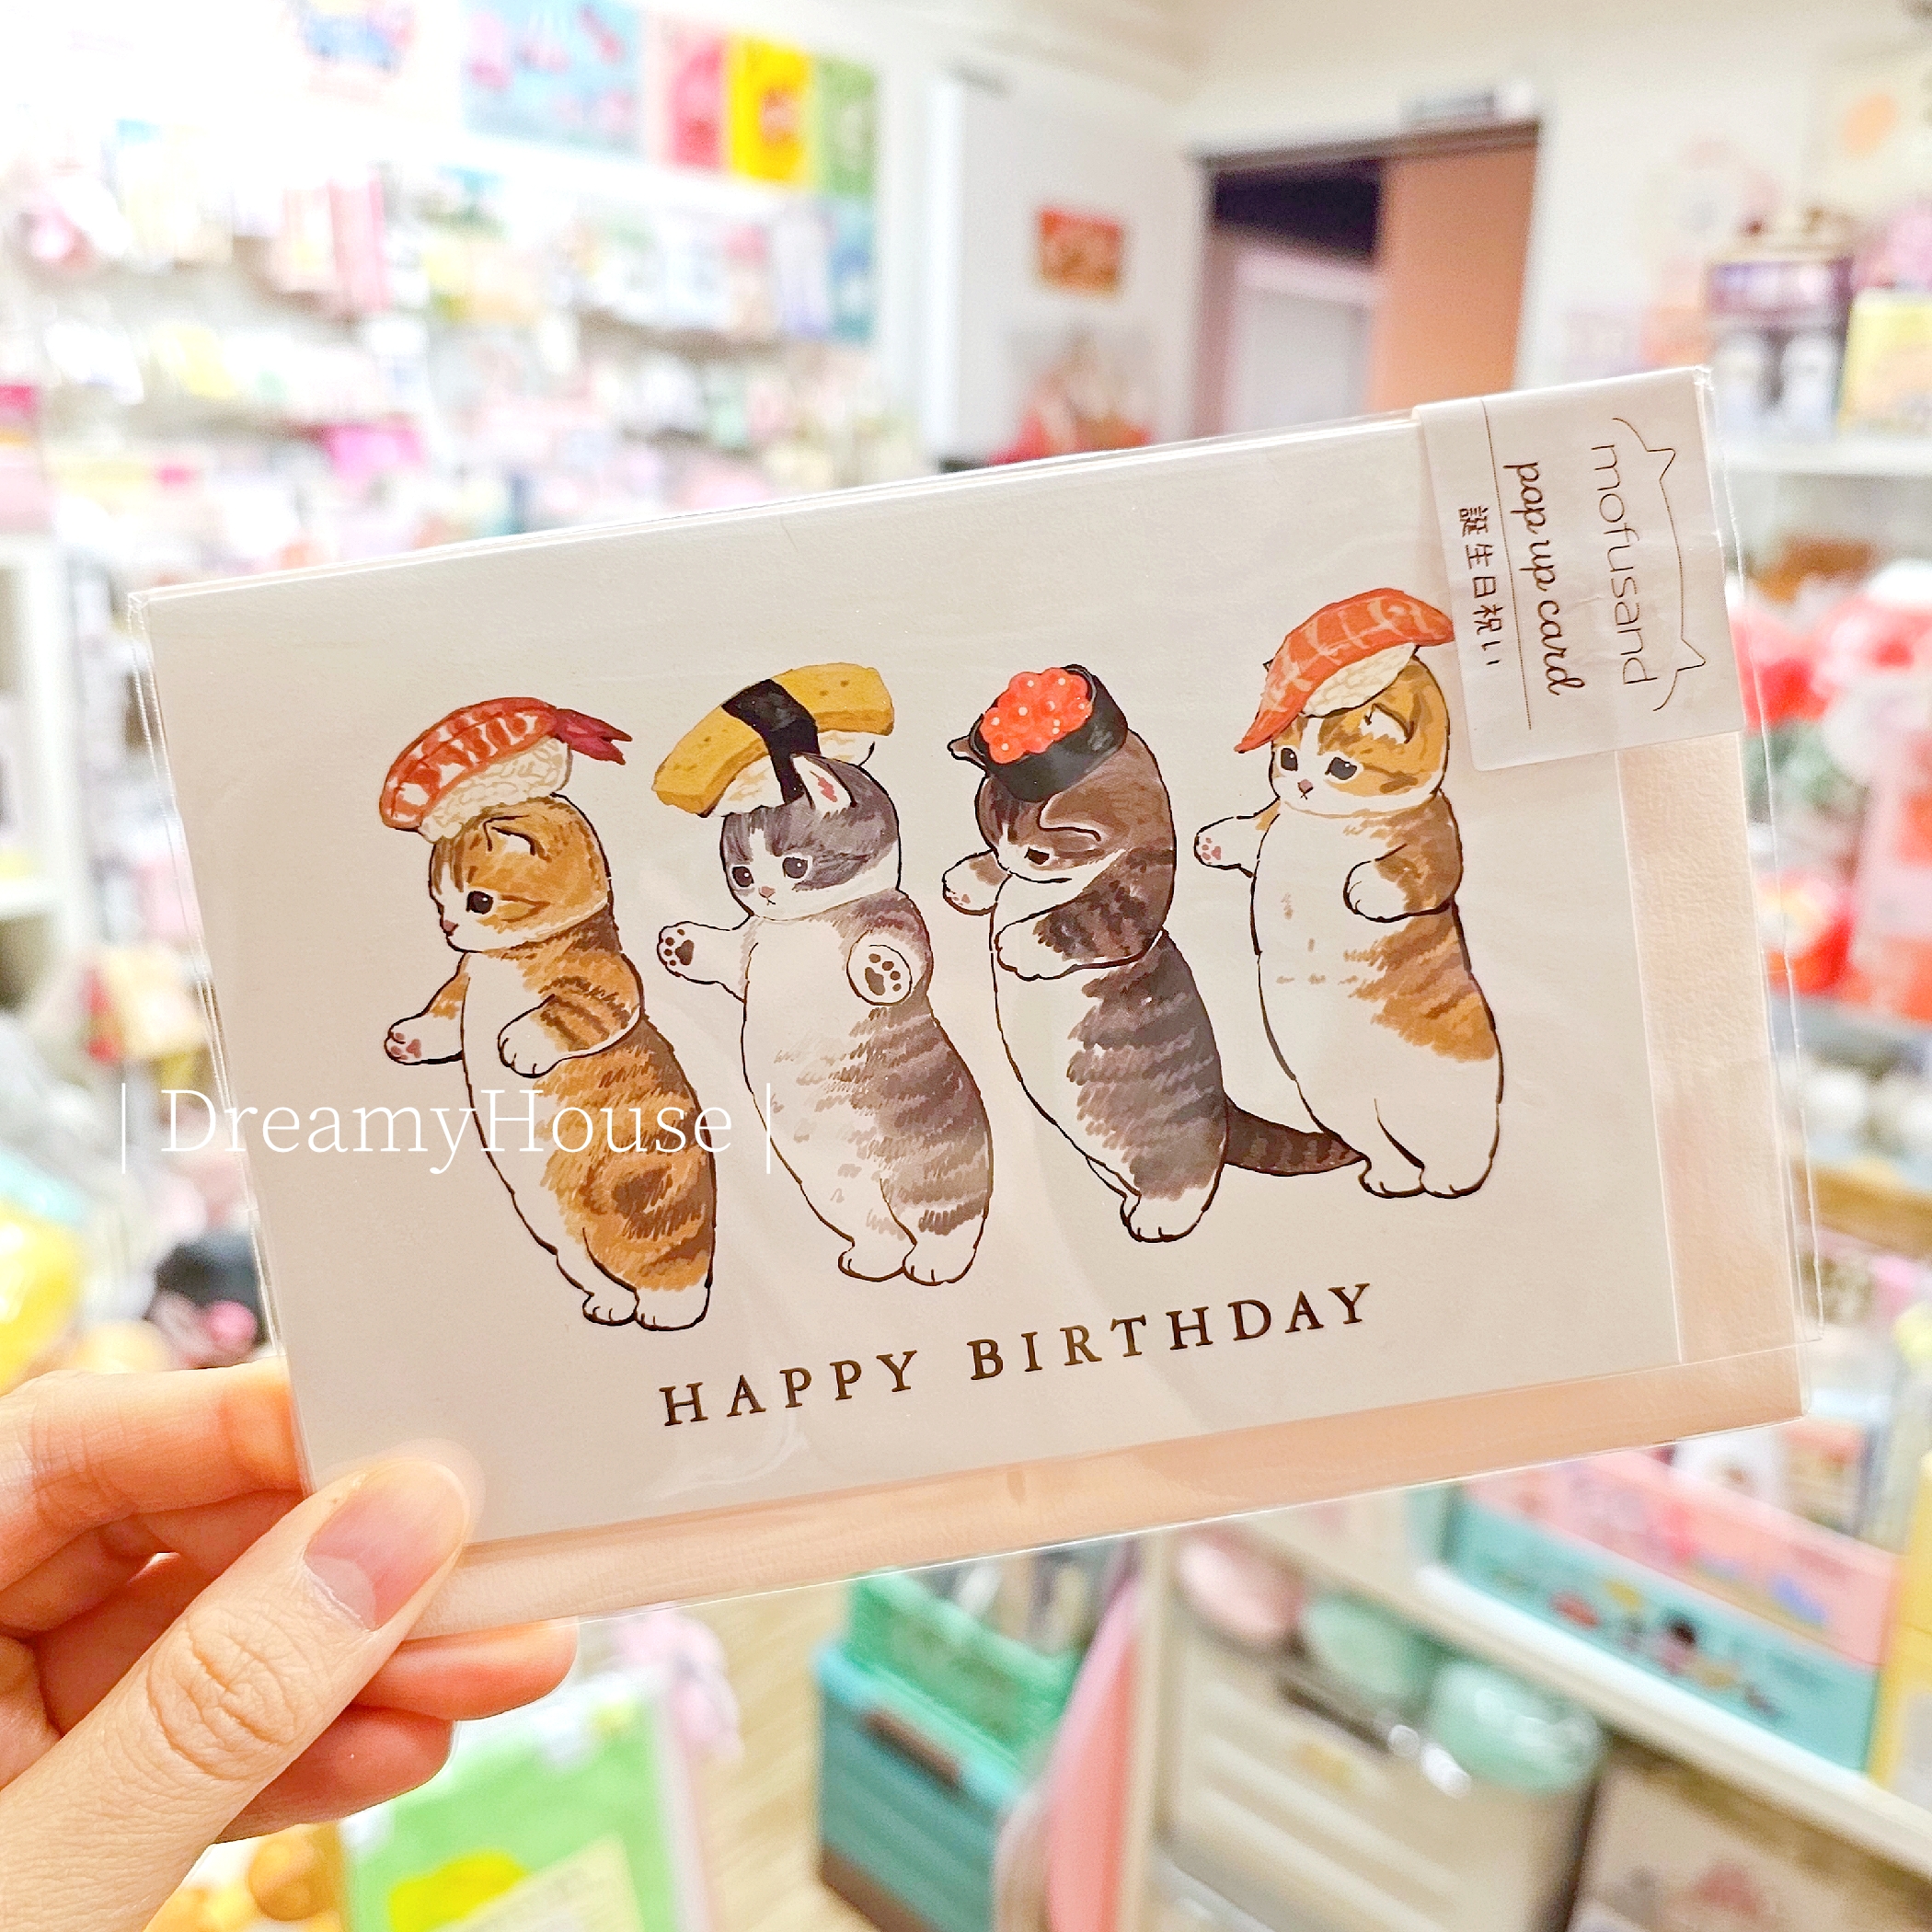 mofusand
pop up card
誕生日祝い
| DreamyHouse |
HAPPY BIRTHDAY